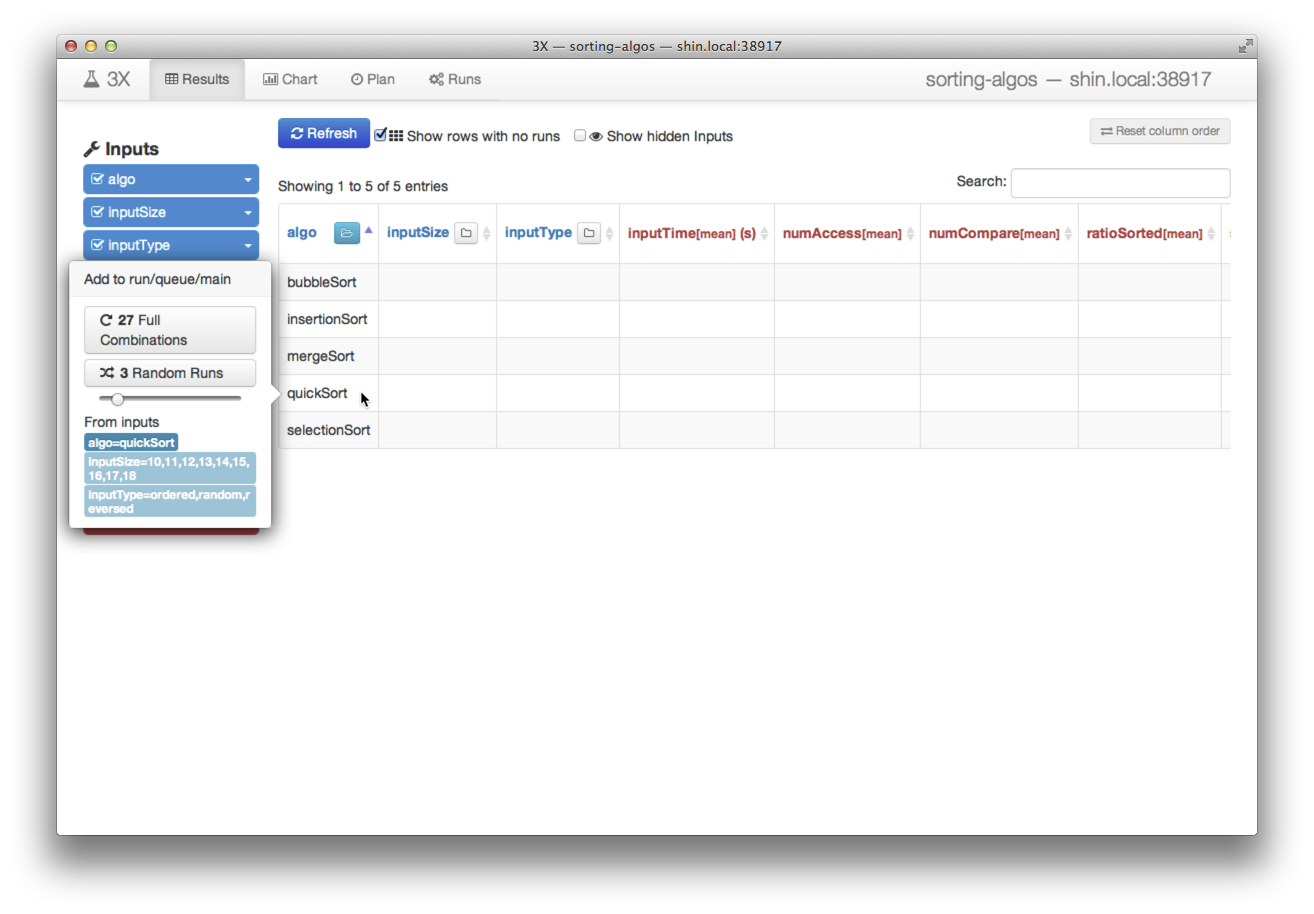 3X — sorting-algos — shin.local:38917
3X
Results
Chart
Plan
Runs
sorting-algos — shin.local:38917
Inputs
algo
inputSize
inputType
Refresh
Show rows with no runs
Show hidden Inputs
Reset column order
Showing 1 to 5 of 5 entries
Search:
algo
inputSize
inputType
inputTime[mean] (s)
numAccess[mean]
numCompare[mean]
ratioSorted[mean]
bubbleSort
insertionSort
mergeSort
quickSort
selectionSort
Add to run/queue/main
27 Full
Combinations
3 Random Runs
From inputs
algo=quickSort
inputSize=10,11,12,13,14,15,
16,17,18
inputType=ordered,random,r
eversed